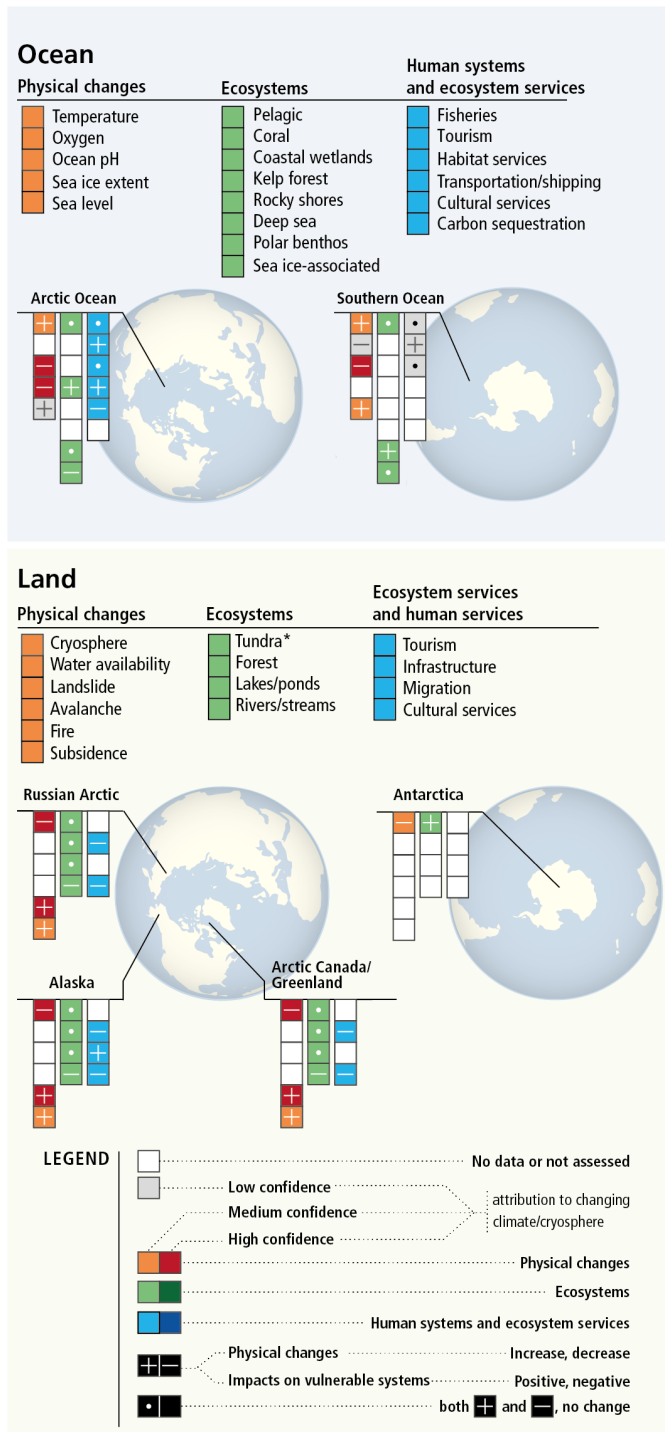 Ocean
Physical changes
Temperature
Oxygen
Ocean pH
Sea ice extent
Sea level
Ecosystems
Pelagic
Coral
Coastal wetlands
Kelp forest
Rocky shores
Deep sea
Polar benthos
Sea ice-associated
Human systems
and ecosystem services
Fisheries
Tourism
Habitat services
Transportation/shipping
Cultural services
Carbon sequestration
Arctic Ocean
Southern Ocean
Land
Physical changes
Cryosphere
Water availability
Landslide
Avalanche
Fire
Subsidence
Ecosystems
Tundra*
Forest
Lakes/ponds
Rivers/streams
Ecosystem services
and human services
Tourism
Infrastructure
Migration
Cultural services
Russian Arctic
Antarctica
Alaska
Arctic Canada/
Greenland
LEGEND
No data or not assessed
Low confidence
Medium confidence
High confidence
attribution to changing
climate/cryosphere
Physical changes
Ecosystems
Human systems and ecosystem services
Physical changes Increase, decrease
Impacts on vulnerable systems Positive, negative
both + and −, no change